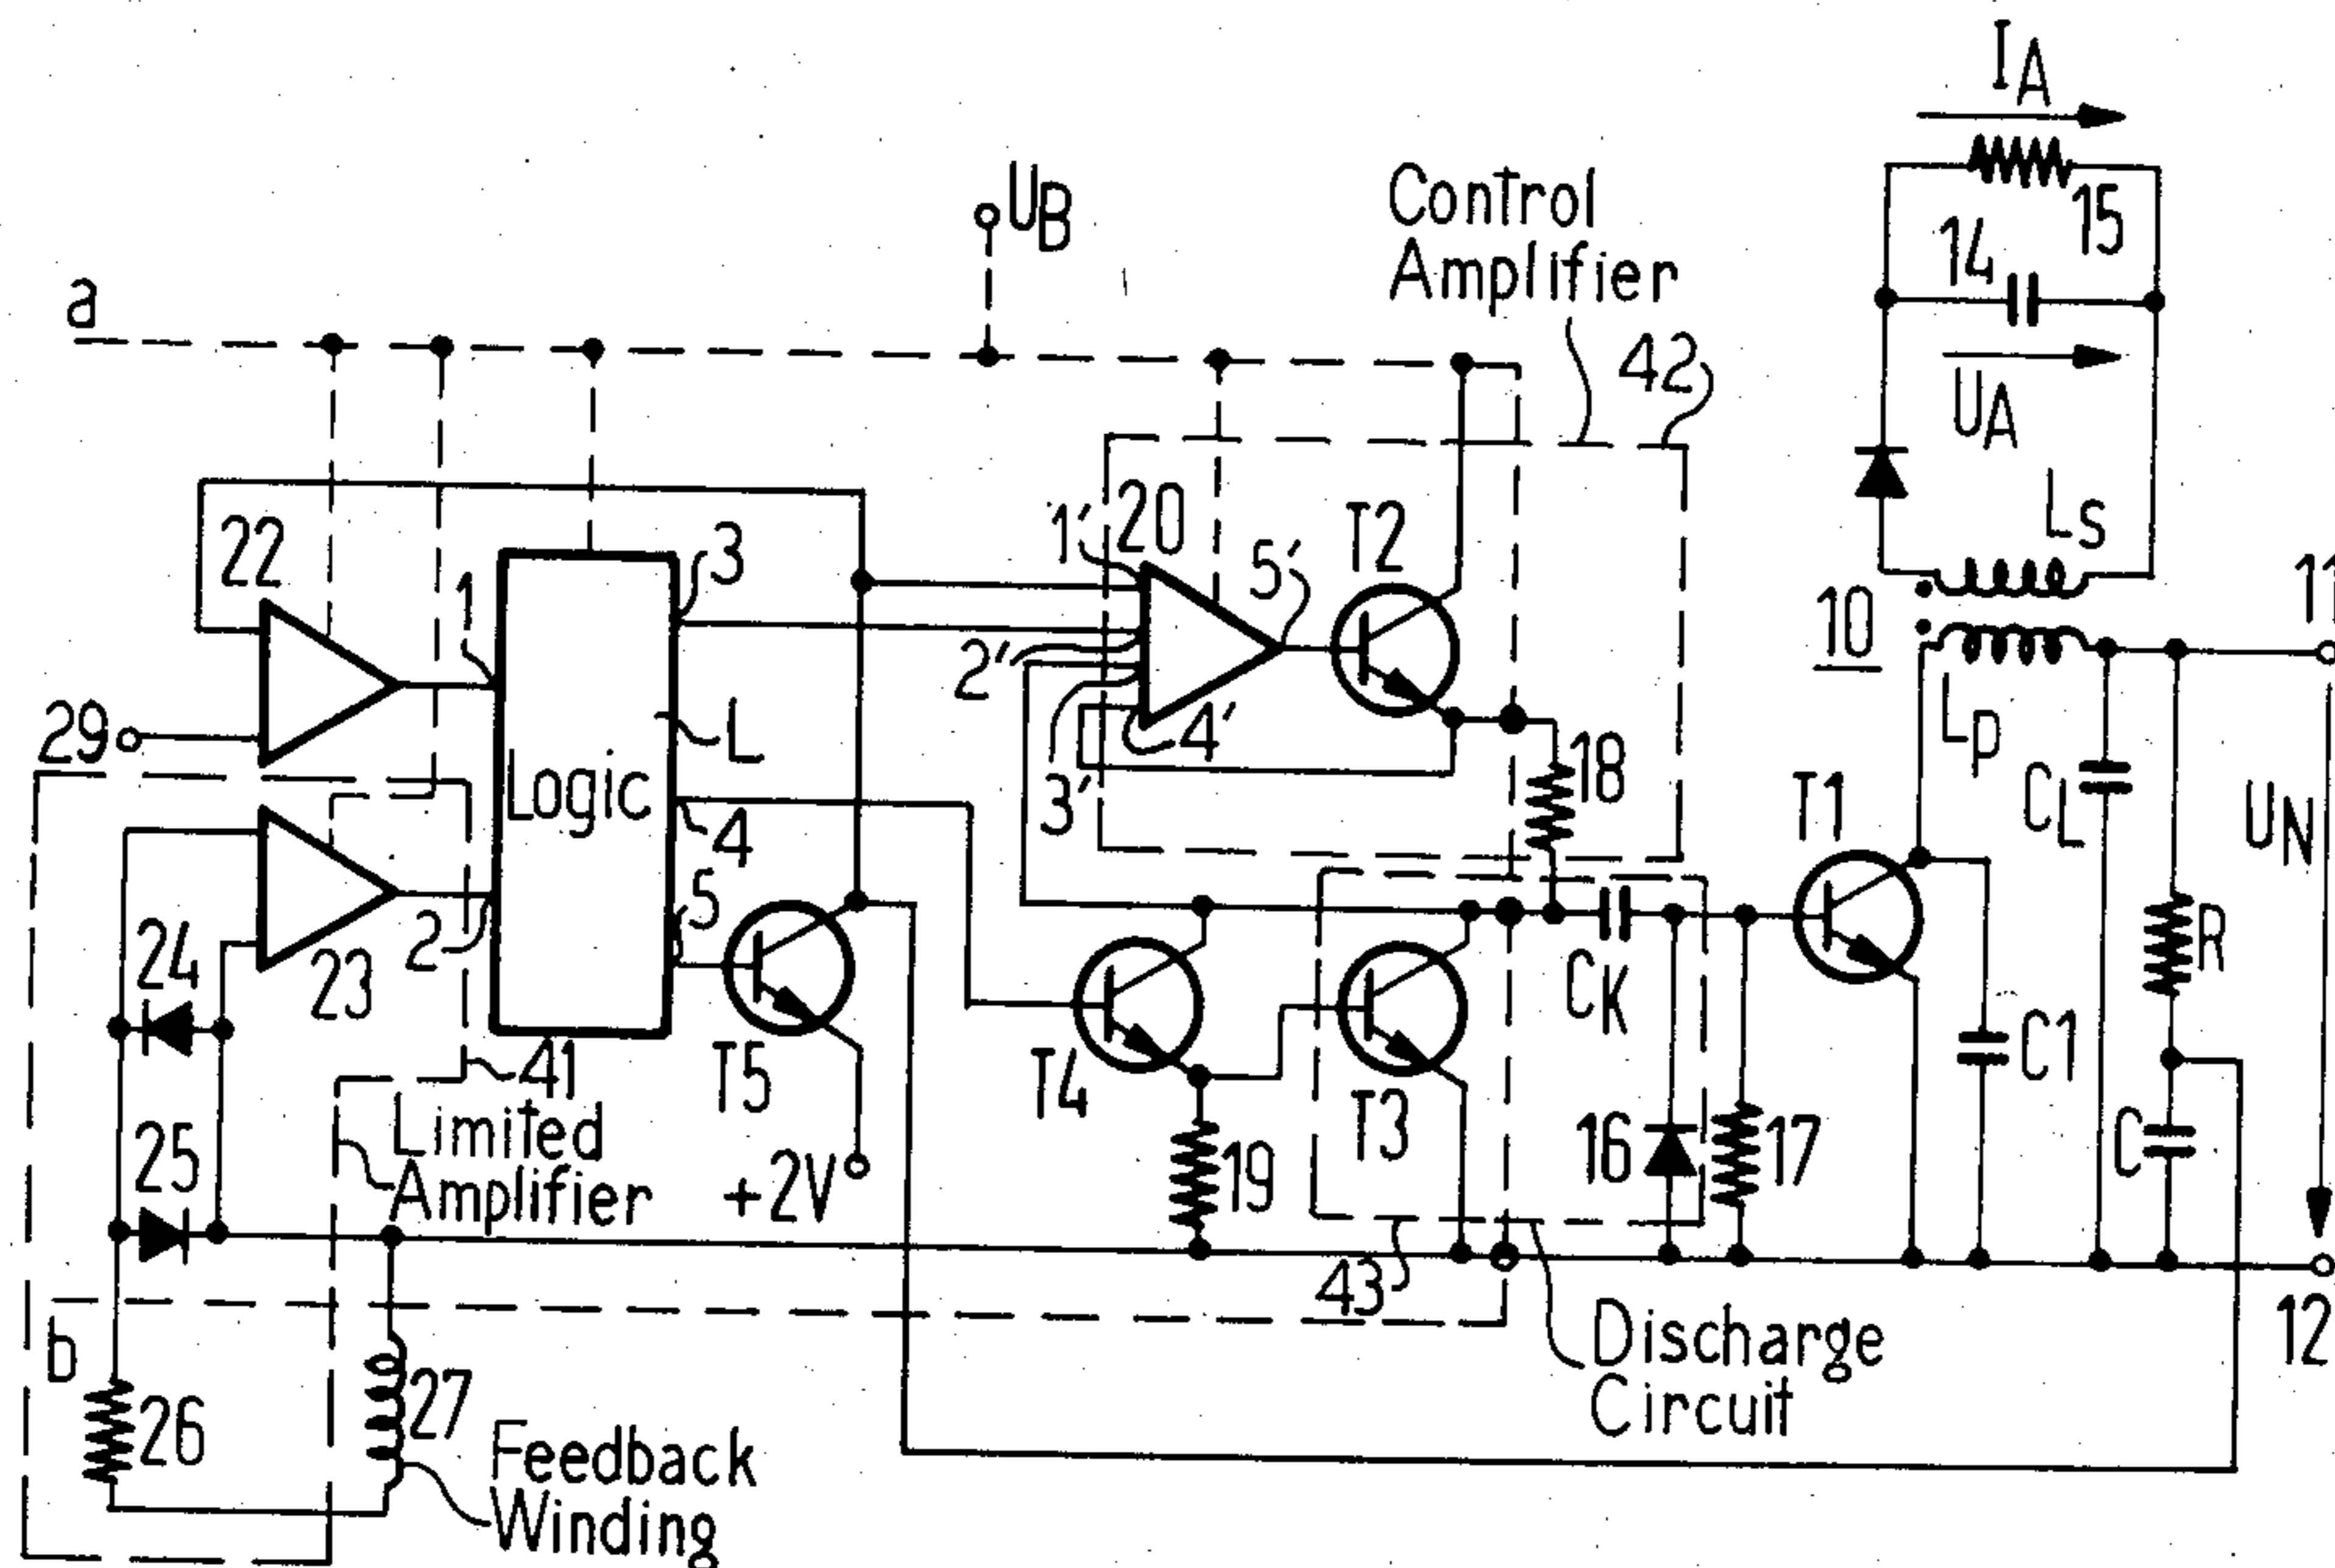 I_A
15
14
U_B
Control
Amplifier
42
a
U_A
L_S
22
1
3
1'
20
5'
T2
10
11
2'
29
L
4'
18
L_P
3'
Logic
T1
C_L
U_N
4
5
24
23
2
C_K
R
T5
T4
T3
C1
41
Limited
Amplifier
25
+2V
19
16
17
C
43
12
b
Discharge
Circuit
26
27
Feedback
Winding